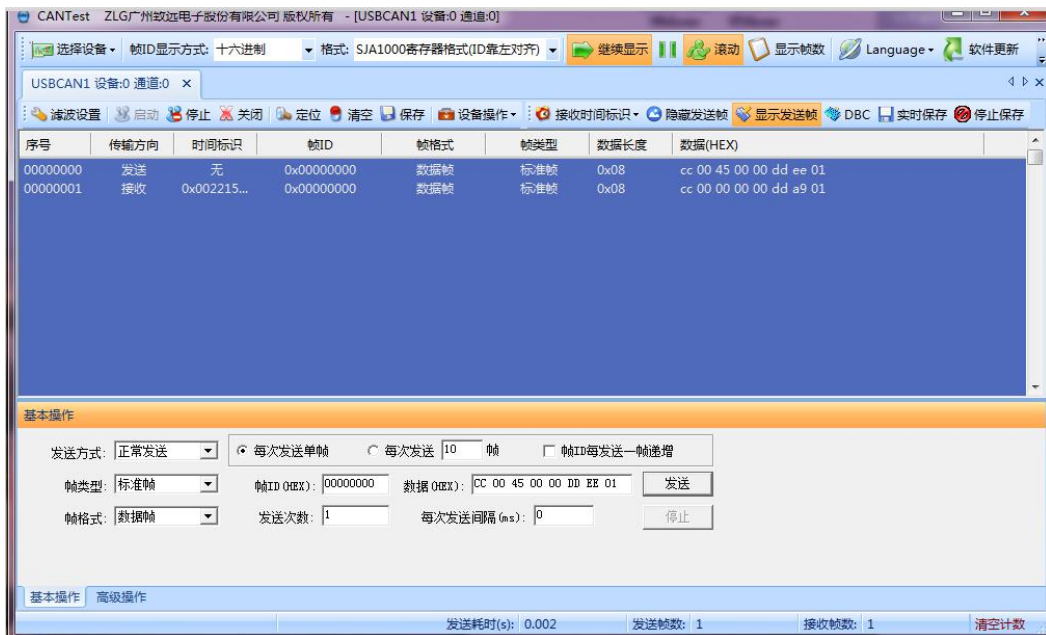 CANTest ZLG广州致远电子股份有限公司 版权所有 - [USBCAN1 设备:0 通道:0]
选择设备 帧ID显示方式: 十六进制 格式: SJA1000寄存器格式(ID靠左对齐) 继续显示 滚动 显示帧数 Language 软件更新
USBCAN1 设备:0 通道:0
滤波设置 启动 停止 关闭 定位 清空 保存 设备操作 接收时间标识 隐藏发送帧 显示发送帧 DBC 实时保存 停止保存
序号 传输方向 时间标识 帧ID 帧格式 帧类型 数据长度 数据(HEX)
00000000 发送 无 0x00000000 数据帧 标准帧 0x08 cc 00 45 00 00 dd ee 01
00000001 接收 0x002215... 0x00000000 数据帧 标准帧 0x08 cc 00 00 00 00 dd a9 01
基本操作
发送方式: 正常发送 每次发送单帧 每次发送 10 帧 帧ID每发送一帧递增
帧类型: 标准帧 帧ID(HEX): 00000000 数据(HEX): CC 00 45 00 00 DD EE 01 发送
帧格式: 数据帧 发送次数: 1 每次发送间隔(ms): 0 停止
基本操作 高级操作
发送耗时(s): 0.002 发送帧数: 1 接收帧数: 1 清空计数